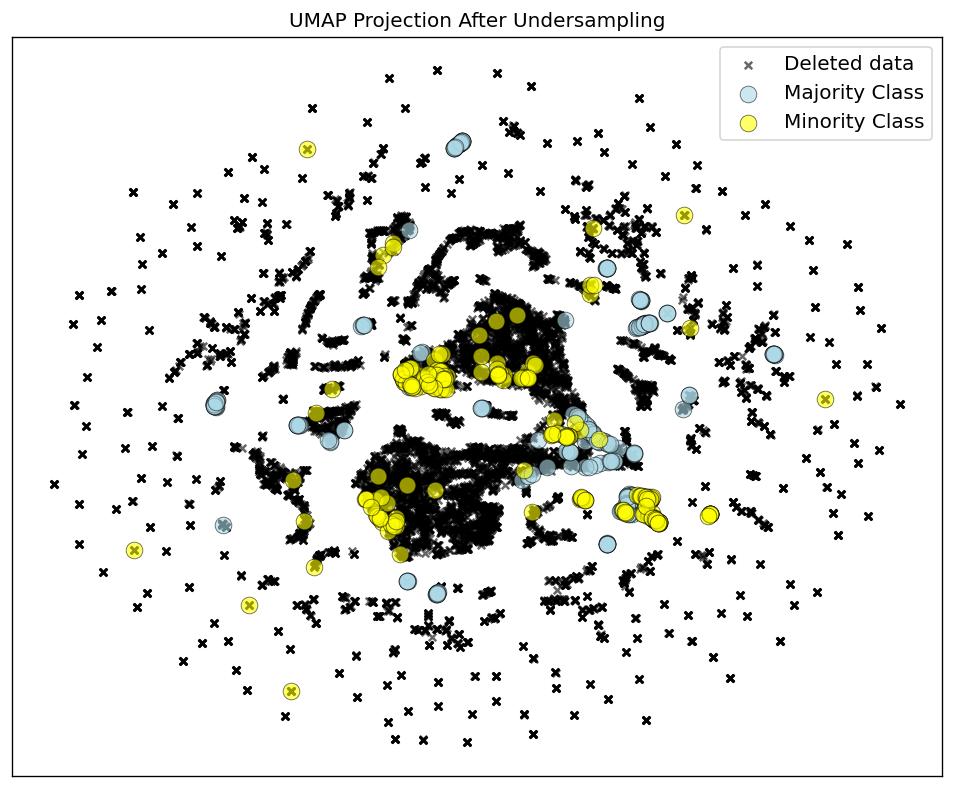 UMAP Projection After Undersampling
Deleted data
Majority Class
Minority Class